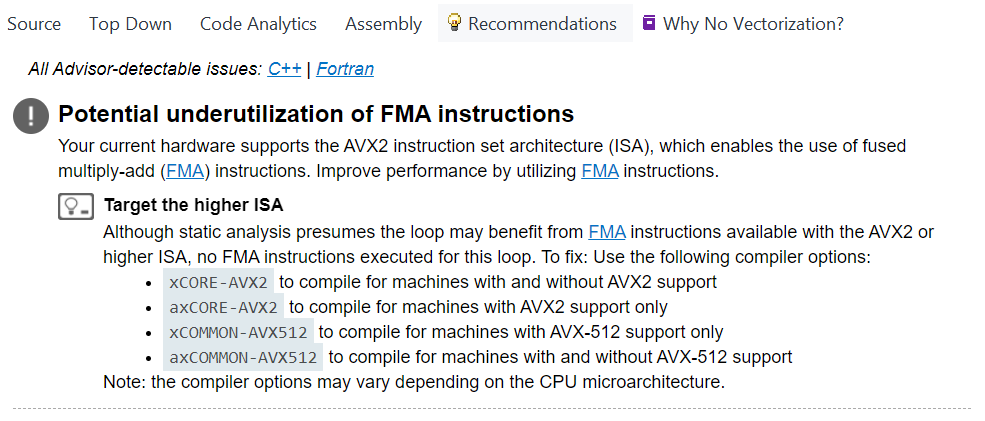 Source Top Down Code Analytics Assembly Recommendations Why No Vectorization?
All Advisor-detectable issues: C++ | Fortran
Potential underutilization of FMA instructions
Your current hardware supports the AVX2 instruction set architecture (ISA), which enables the use of fused
multiply-add (FMA) instructions. Improve performance by utilizing FMA instructions.
Target the higher ISA
Although static analysis presumes the loop may benefit from FMA instructions available with the AVX2 or
higher ISA, no FMA instructions executed for this loop. To fix: Use the following compiler options:
• xCORE-AVX2 to compile for machines with and without AVX2 support
• axCORE-AVX2 to compile for machines with AVX2 support only
• xCOMMON-AVX512 to compile for machines with AVX-512 support only
• axCOMMON-AVX512 to compile for machines with and without AVX-512 support
Note: the compiler options may vary depending on the CPU microarchitecture.